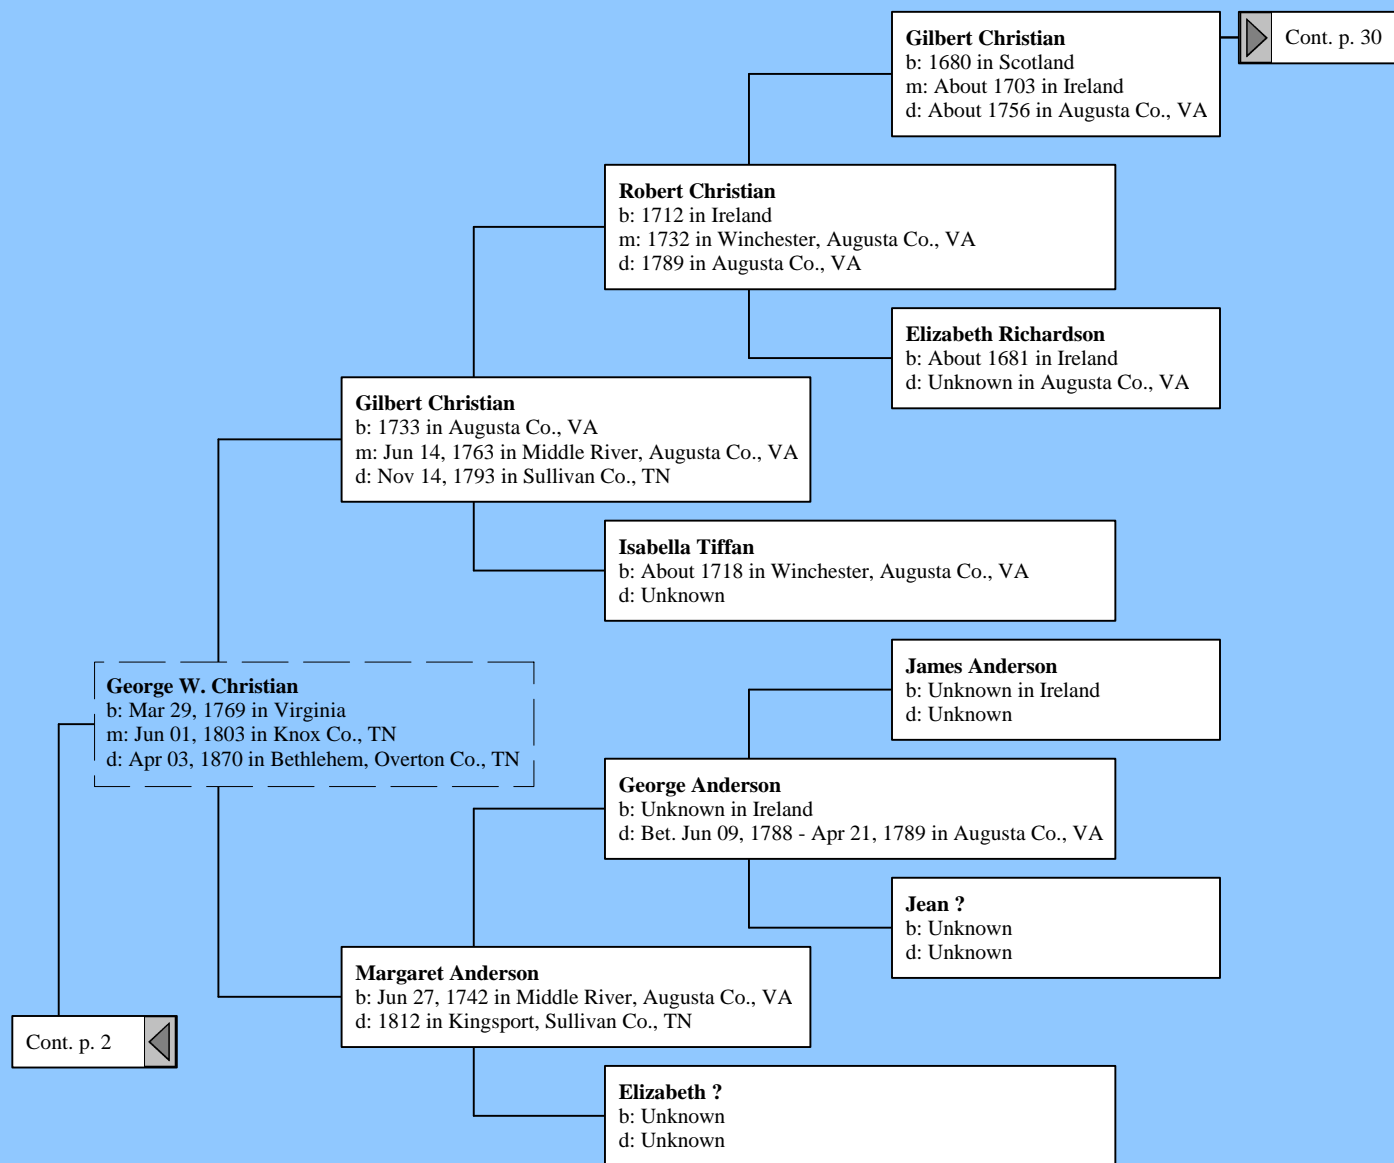 Gilbert Christian
b: 1680 in Scotland
m: About 1703 in Ireland
d: About 1756 in Augusta Co., VA
Cont. p. 30
Robert Christian
b: 1712 in Ireland
m: 1732 in Winchester, Augusta Co., VA
d: 1789 in Augusta Co., VA
Elizabeth Richardson
b: About 1681 in Ireland
d: Unknown in Augusta Co., VA
Gilbert Christian
b: 1733 in Augusta Co., VA
m: Jun 14, 1763 in Middle River, Augusta Co., VA
d: Nov 14, 1793 in Sullivan Co., TN
Isabella Tiffan
b: About 1718 in Winchester, Augusta Co., VA
d: Unknown
George W. Christian
b: Mar 29, 1769 in Virginia
m: Jun 01, 1803 in Knox Co., TN
d: Apr 03, 1870 in Bethlehem, Overton Co., TN
James Anderson
b: Unknown in Ireland
d: Unknown
George Anderson
b: Unknown in Ireland
d: Bet. Jun 09, 1788 - Apr 21, 1789 in Augusta Co., VA
Jean ?
b: Unknown
d: Unknown
Margaret Anderson
b: Jun 27, 1742 in Middle River, Augusta Co., VA
d: 1812 in Kingsport, Sullivan Co., TN
Cont. p. 2
Elizabeth ?
b: Unknown
d: Unknown